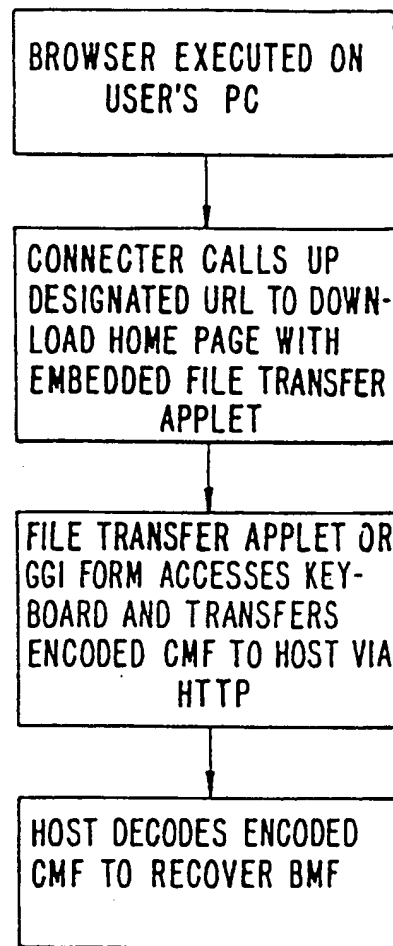 BROWSER EXECUTED ON
USER'S PC
CONNECTER CALLS UP
DESIGNATED URL TO DOWN-
LOAD HOME PAGE WITH
EMBEDDED FILE TRANSFER
APPLET
FILE TRANSFER APPLET OR
GGI FORM ACCESSES KEY-
BOARD AND TRANSFERS
ENCODED CMF TO HOST VIA
HTTP
HOST DECODES ENCODED
CMF TO RECOVER BMF